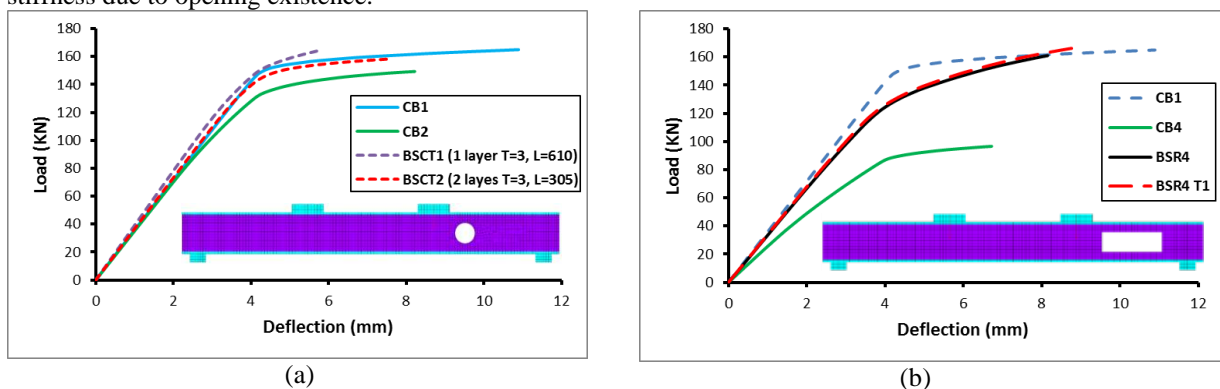 stiffness due to opening existence.
180
160
140
120
100
80
60
40
20
0
Load (KN)
CB1
CB2
BSCT1 (1 layer T=3, L=610)
BSCT2 (2 layes T=3, L=305)
0 2 4 6 8 10 12
Deflection (mm)
(a)
180
160
140
120
100
80
60
40
20
0
Load (KN)
CB1
CB4
BSR4
BSR4 T1
0 2 4 6 8 10 12
Deflection (mm)
(b)